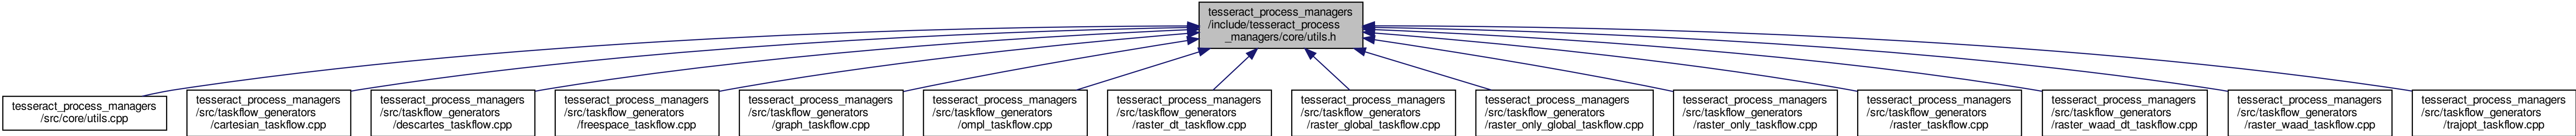 tesseract_process_managers
/include/tesseract_process
_managers/core/utils.h
tesseract_process_managers
/src/core/utils.cpp
tesseract_process_managers
/src/taskflow_generators
/cartesian_taskflow.cpp
tesseract_process_managers
/src/taskflow_generators
/descartes_taskflow.cpp
tesseract_process_managers
/src/taskflow_generators
/freespace_taskflow.cpp
tesseract_process_managers
/src/taskflow_generators
/graph_taskflow.cpp
tesseract_process_managers
/src/taskflow_generators
/ompl_taskflow.cpp
tesseract_process_managers
/src/taskflow_generators
/raster_dt_taskflow.cpp
tesseract_process_managers
/src/taskflow_generators
/raster_global_taskflow.cpp
tesseract_process_managers
/src/taskflow_generators
/raster_only_global_taskflow.cpp
tesseract_process_managers
/src/taskflow_generators
/raster_only_taskflow.cpp
tesseract_process_managers
/src/taskflow_generators
/raster_taskflow.cpp
tesseract_process_managers
/src/taskflow_generators
/raster_waad_dt_taskflow.cpp
tesseract_process_managers
/src/taskflow_generators
/raster_waad_taskflow.cpp
tesseract_process_managers
/src/taskflow_generators
/trajopt_taskflow.cpp